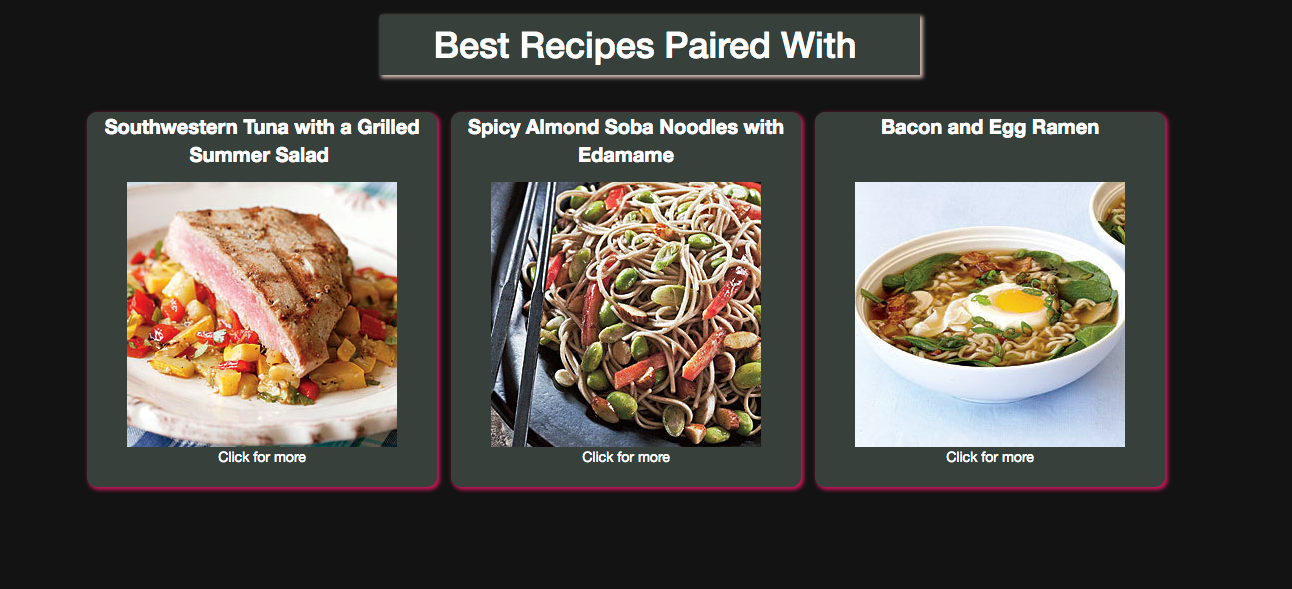 Best Recipes Paired With
Southwestern Tuna with a Grilled
Summer Salad
Click for more
Spicy Almond Soba Noodles with
Edamame
Click for more
Bacon and Egg Ramen
Click for more